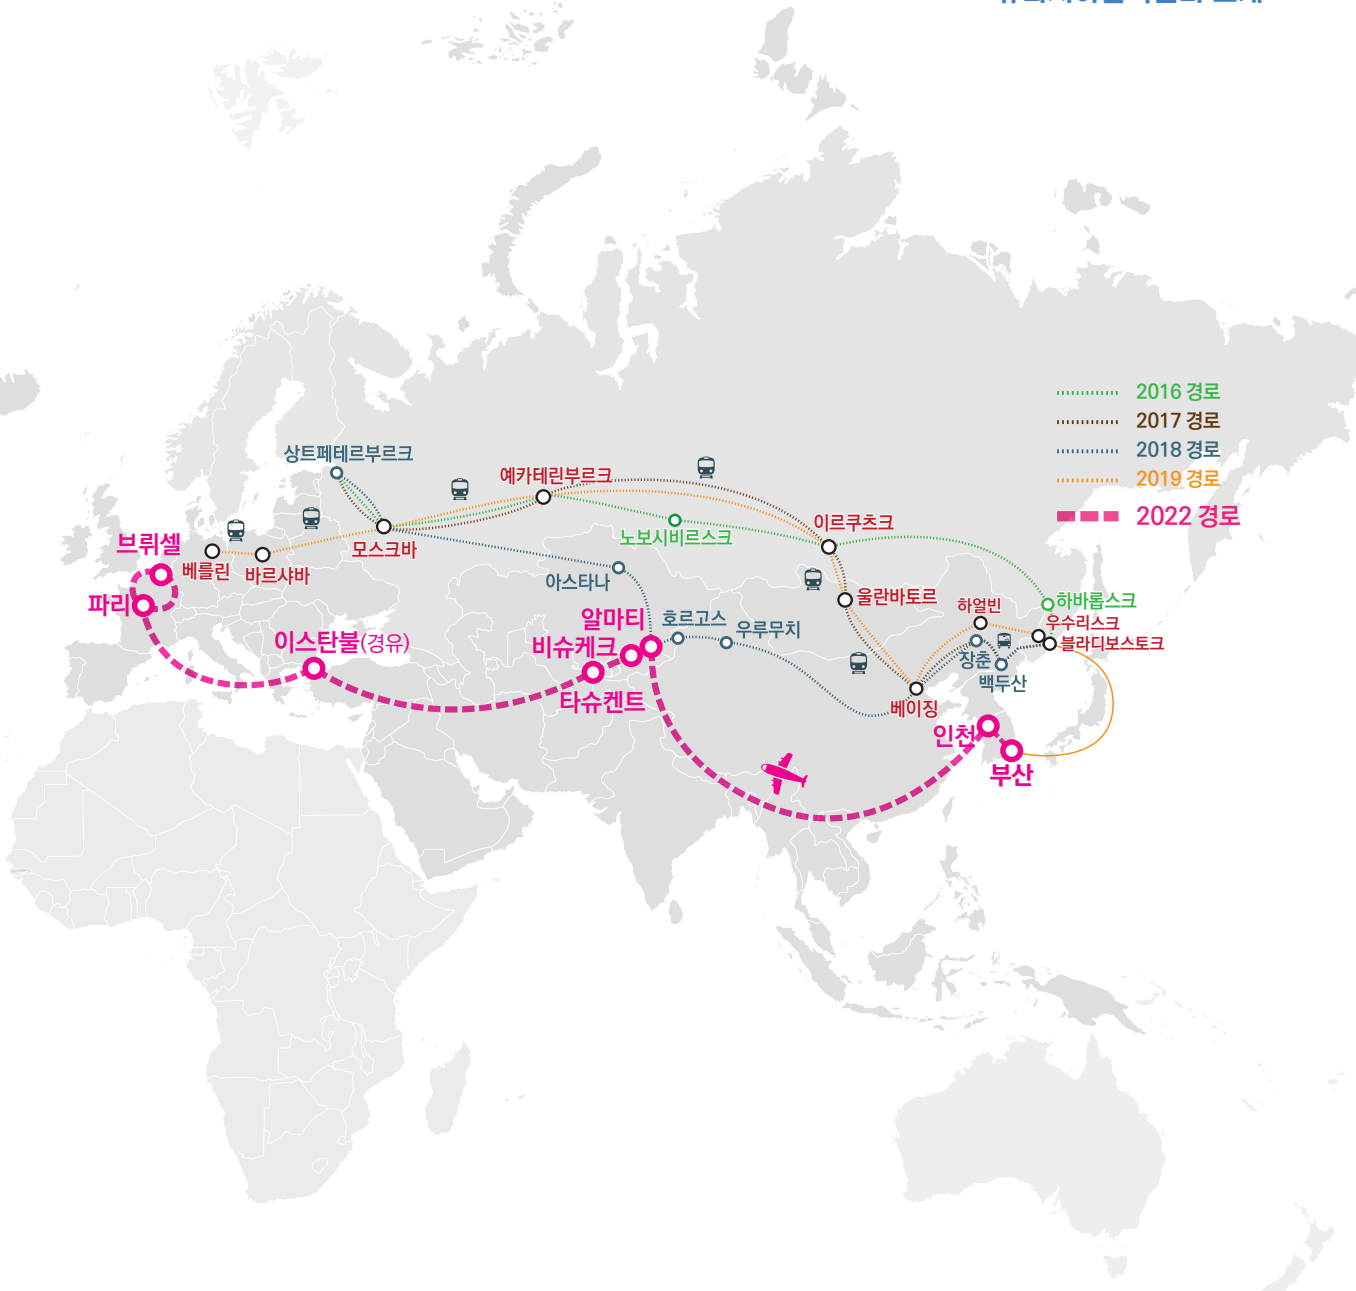 2016 경로
2017 경로
2018 경로
2019 경로
2022 경로
상트페테르부르크
예카테린부르크
이르쿠츠크
노보시비르스크
모스크바
브뤼셀
베를린
바르샤바
아스타나
울란바토르
하얼빈
하바롭스크
파리
알마티
호르고스
우루무치
우수리스크
이스탄불(경유)
비슈케크
블라디보스토크
장춘
백두산
타슈켄트
베이징
인천
부산